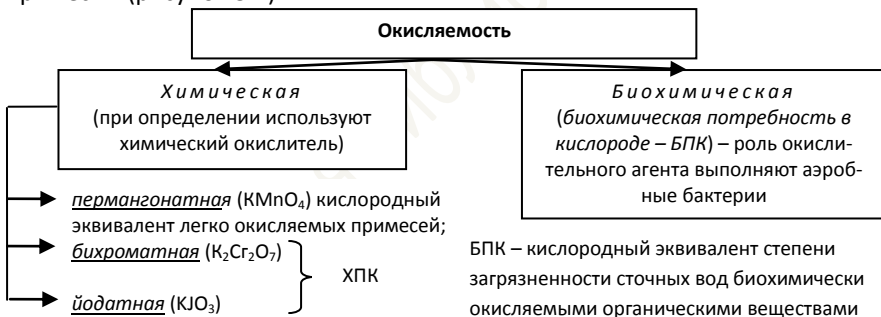 Окисляемость
Химическая
(при определении используют
химический окислитель)
Биохимическая
(биохимическая потребность в
кислороде – БПК) – роль окисли-
тельного агента выполняют аэроб-
ные бактерии
перманганатная (KMnO₄) кислородный
эквивалент легко окисляемых примесей;
бихроматная (K₂Cr₂O₇)
ХПК
йодатная (KJO₃)
БПК – кислородный эквивалент степени
загрязненности сточных вод биохимически
окисляемыми органическими веществами